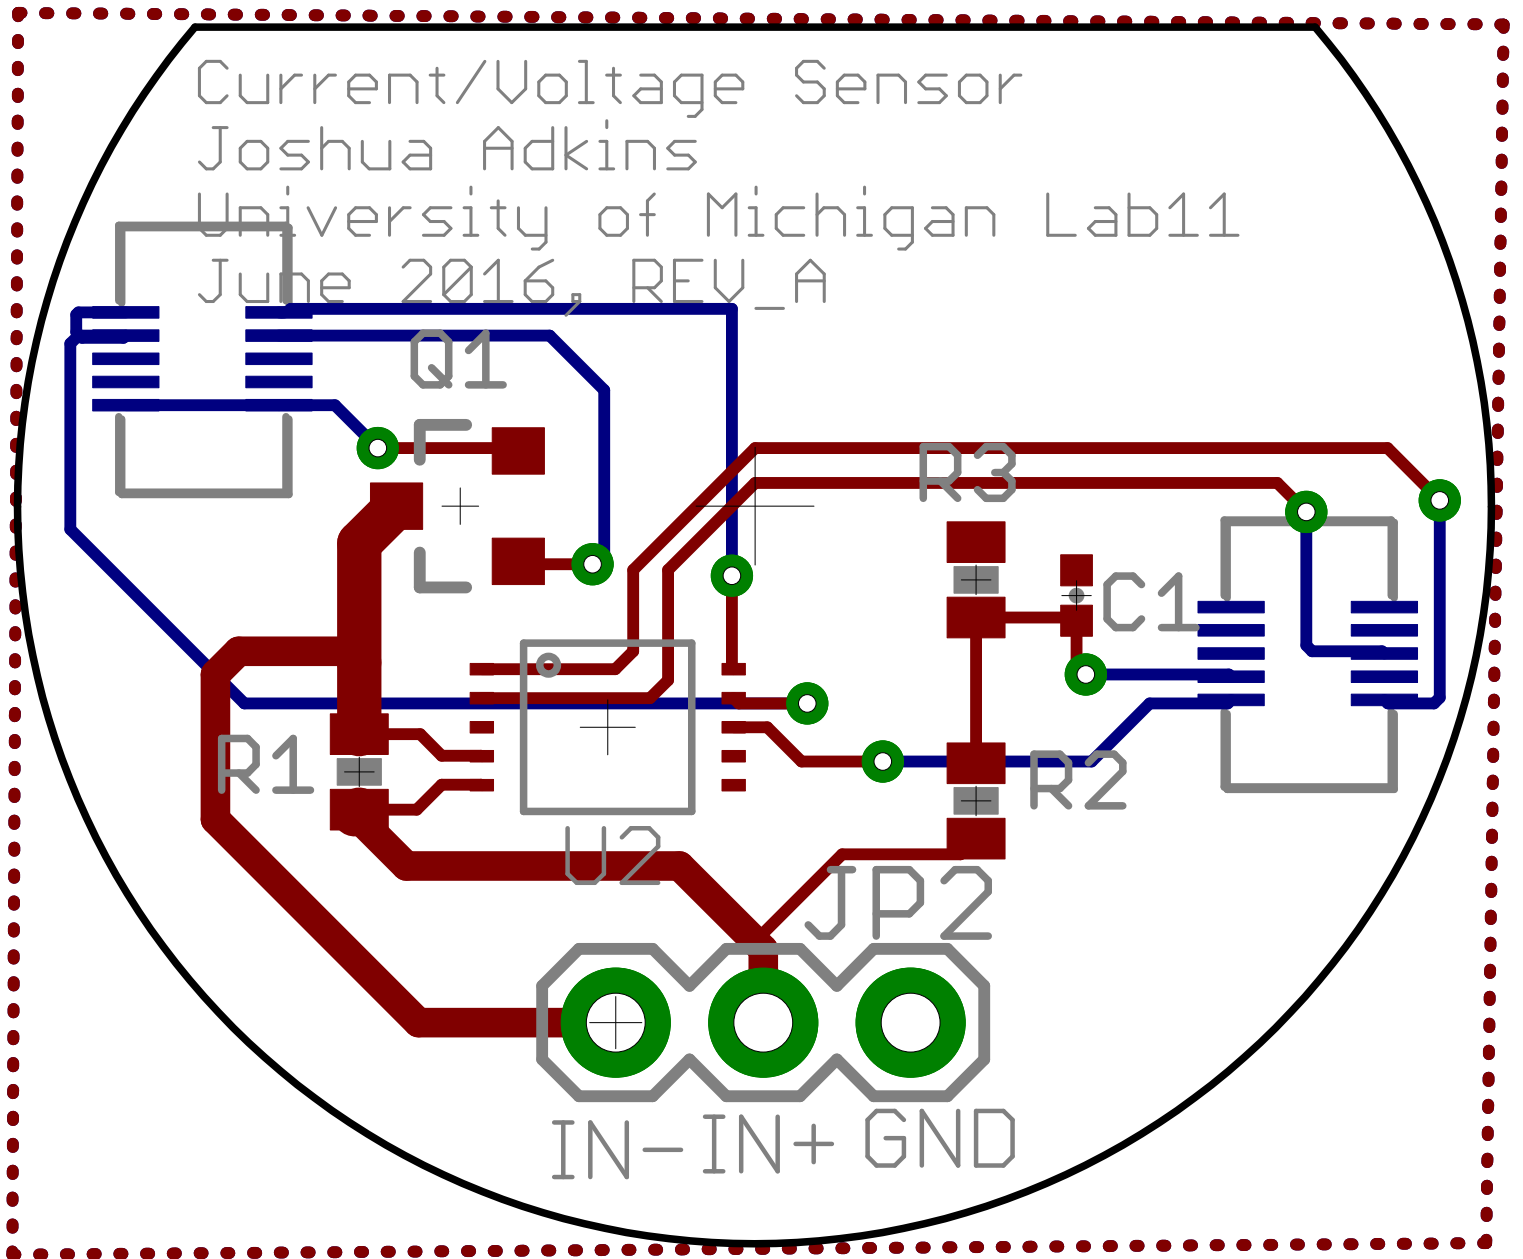 Current/Voltage Sensor
Joshua Adkins
University of Michigan Lab11
June 2016, REV_A
Q1
R3
C1
R1
R2
U2
JP2
IN- IN+ GND